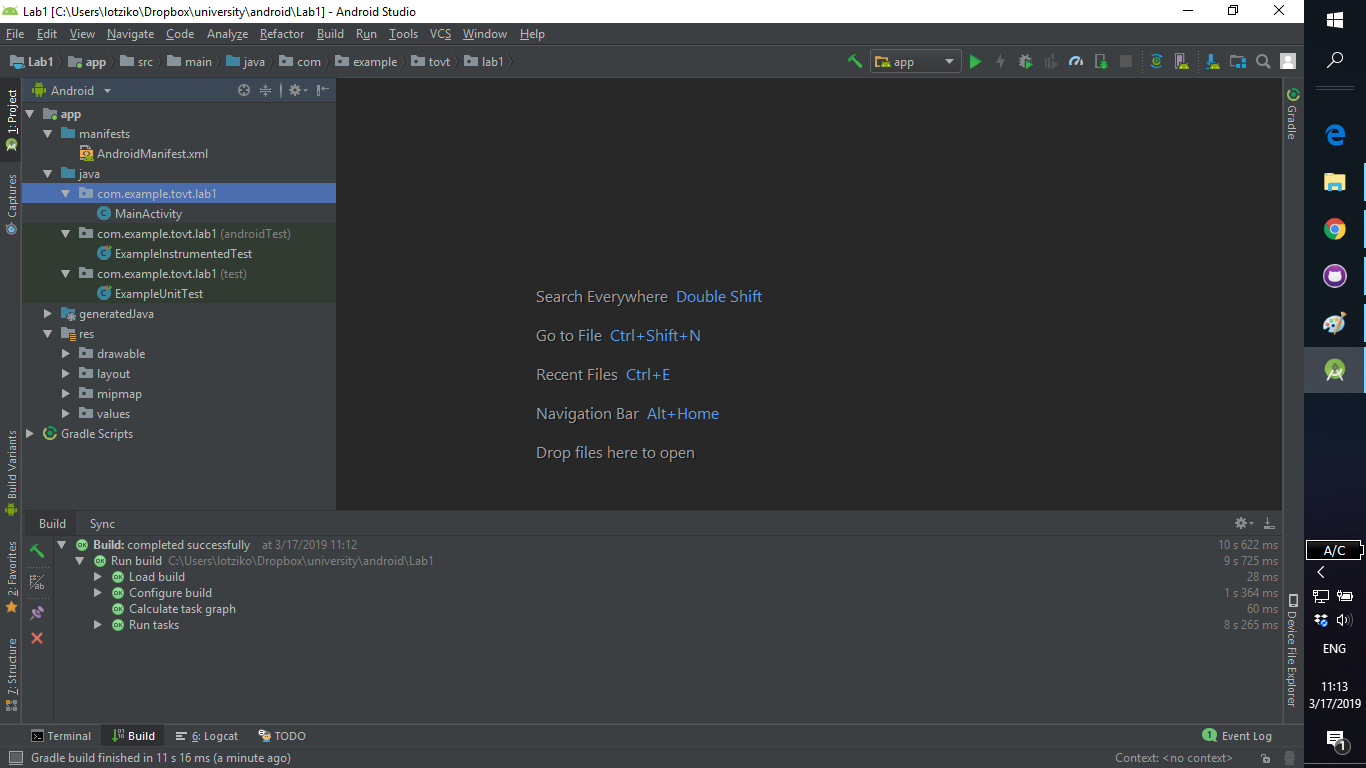 Lab1 [C:\Users\lotziko\Dropbox\university\android\Lab1] - Android Studio
File Edit View Navigate Code Analyze Refactor Build Run Tools VCS Window Help
Lab1 app src main java com example tovt lab1
app
1: Project
Captures
Build Variants
2: Favorites
7: Structure
Android
app
manifests
AndroidManifest.xml
java
com.example.tovt.lab1
MainActivity
com.example.tovt.lab1 (androidTest)
ExampleInstrumentedTest
com.example.tovt.lab1 (test)
ExampleUnitTest
generatedJava
res
drawable
layout
mipmap
values
Gradle Scripts
Search Everywhere Double Shift
Go to File Ctrl+Shift+N
Recent Files Ctrl+E
Navigation Bar Alt+Home
Drop files here to open
Gradle
Device File Explorer
Build Sync
Build: completed successfully at 3/17/2019 11:12 10 s 622 ms
Run build C:\Users\lotziko\Dropbox\university\android\Lab1 9 s 725 ms
Load build 28 ms
Configure build 1 s 364 ms
Calculate task graph 60 ms
Run tasks 8 s 265 ms
Terminal Build 6: Logcat TODO 1 Event Log
Gradle build finished in 11 s 16 ms (a minute ago) Context: <no context>
A/C
ENG
11:13
3/17/2019
1